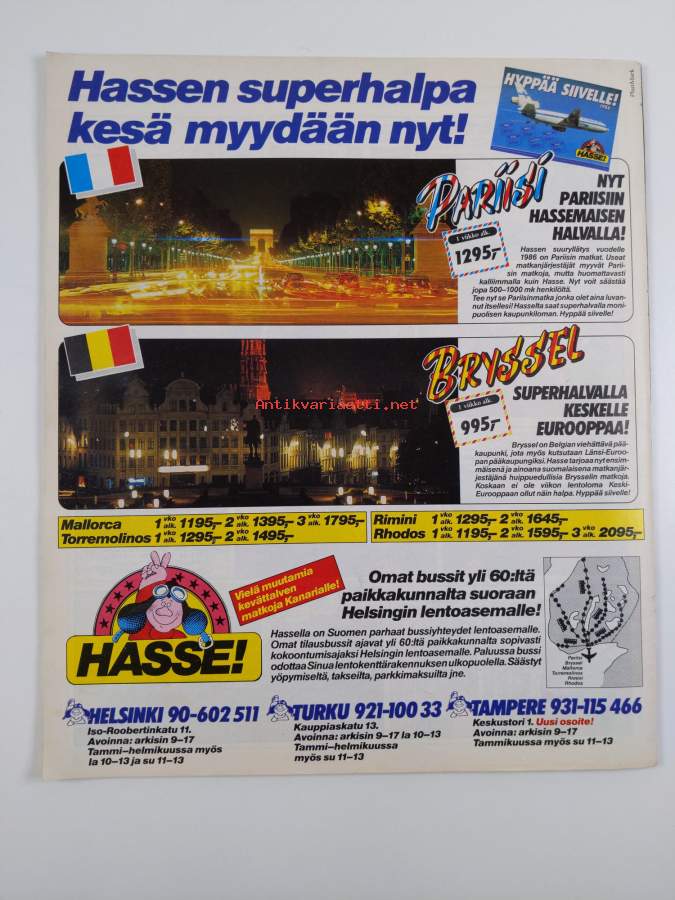 Hassen superhalpa
kesä myydään nyt!
HYPPÄÄ SIIVELLE!
1986
HASSE!
PlusMark
PARIISI
1 viikko alk.
1295,-
NYT
PARIISIIN
HASSEMAISEN
HALVALLA!
Hassen suuryllätys vuodelle
1986 on Pariisin matkat. Useat
matkanjärjestäjät myyvät Parii-
sin matkoja, mutta huomattavasti
kalliimmalla kuin Hasse. Nyt voit säästää
jopa 500-1000 mk henkilöltä.
Tee nyt se Pariisinmatka jonka olet aina luvan-
nut itsellesi! Hasselta saat superhalvalla moni-
puolisen kaupunkiloman. Hyppää siivelle!
BRYSSEL
1 viikko alk.
995,-
SUPERHALVALLA
KESKELLE
EUROOPPAA!
Bryssel on Belgian viehättävä pää-
kaupunki, jota myös kutsutaan Länsi-Euroo-
pan pääkaupungiksi. Hasse tarjoaa nyt ensim-
mäisenä ja ainoana suomalaisena matkanjär-
jestäjänä huippuedullisia Brysselin matkoja.
Koskaan ei ole viikon lentoloma Keski-
Eurooppaan ollut näin halpa. Hyppää siivelle!
Antikvariaatti.net
Mallorca 1 vko alk. 1195,- 2 vko alk. 1395,- 3 vko alk. 1795,-
Torremolinos 1 vko alk. 1295,- 2 vko alk. 1495,-
Rimini 1 vko alk. 1295,- 2 vko alk. 1645,-
Rhodos 1 vko alk. 1195,- 2 vko alk. 1595,- 3 vko alk. 2095,-
HASSE!
Vielä muutamia
kevättalven
matkoja Kanarialle!
Omat bussit yli 60:ltä
paikkakunnalta suoraan
Helsingin lentoasemalle!
Hassella on Suomen parhaat bussiyhteydet lentoasemalle.
Omat tilausbussit ajavat yli 60:ltä paikkakunnalta sopivasti
kokoontumisajaksi Helsingin lentoasemalle. Paluussa bussi
odottaa Sinua lentokenttärakennuksen ulkopuolella. Säästyt
yöpymiseltä, takseilta, parkkimaksuilta jne.
Pariisi
Bryssel
Mallorca
Torremolinos
Rimini
Rhodos
HELSINKI 90-602 511
Iso-Roobertinkatu 11.
Avoinna: arkisin 9-17
Tammi-helmikuussa myös
la 10-13 ja su 11-13
TURKU 921-100 33
Kauppiaskatu 13.
Avoinna: arkisin 9-17 la 10-13
Tammi-helmikuussa
myös su 11-13
TAMPERE 931-115 466
Keskustori 1. Uusi osoite!
Avoinna: arkisin 9-17
Tammikuussa myös su 11-13